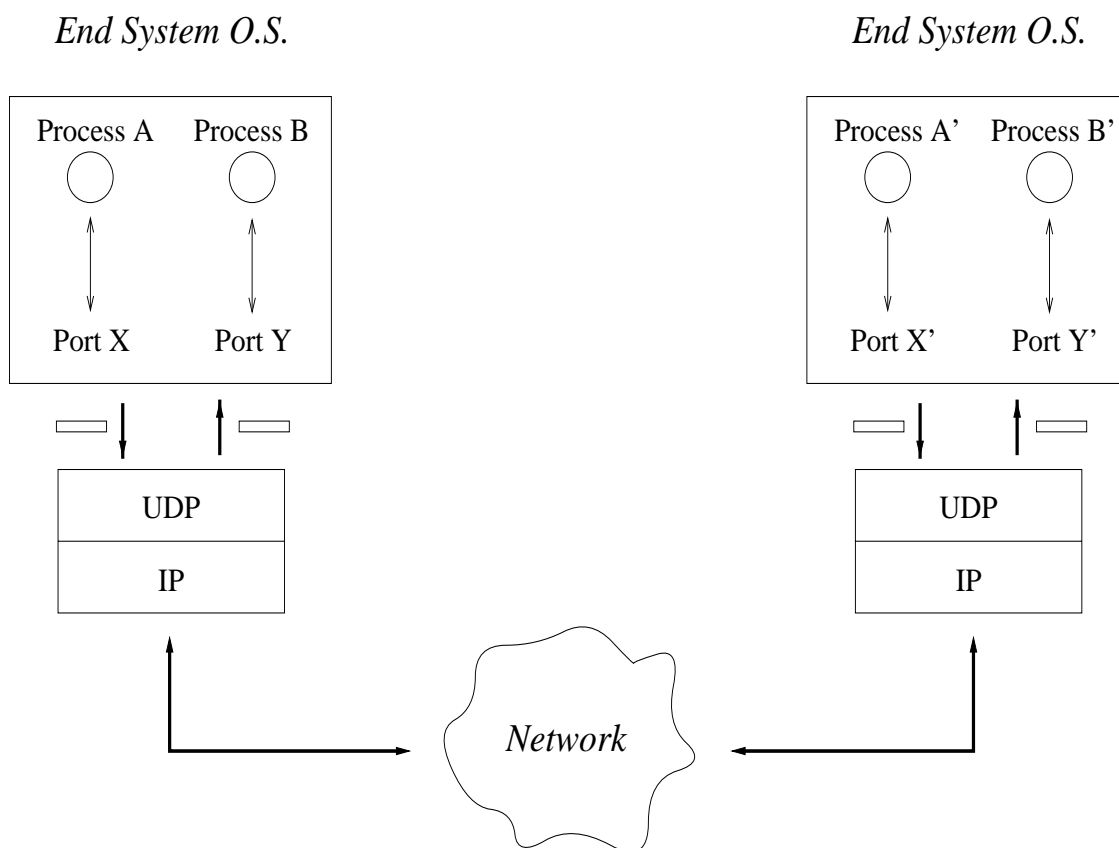 End System O.S.
End System O.S.
Process A Process B
Process A’ Process B’
Port X Port Y
Port X’ Port Y’
UDP
UDP
IP
IP
Network